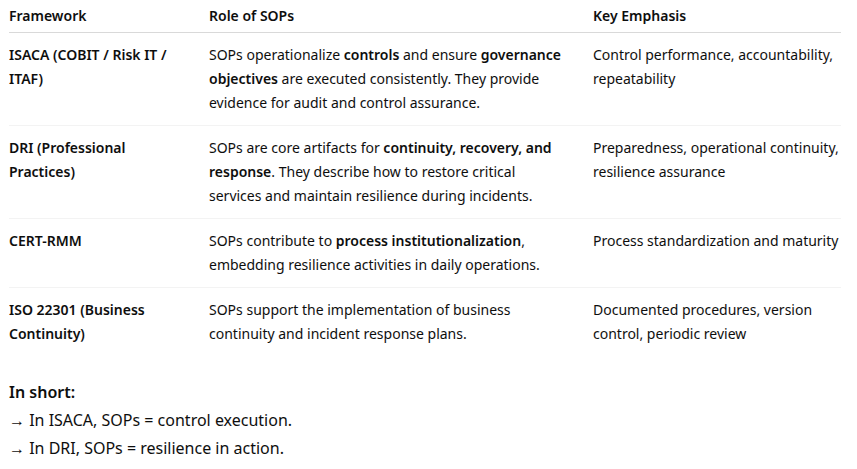 Framework Role of SOPs Key Emphasis
ISACA (COBIT / Risk IT / SOPs operationalize controls and ensure governance Control performance, accountability,
ITAF) objectives are executed consistently. They provide repeatability
evidence for audit and control assurance.
DRI (Professional SOPs are core artifacts for continuity, recovery, and Preparedness, operational continuity,
Practices) response. They describe how to restore critical resilience assurance
services and maintain resilience during incidents.
CERT-RMM SOPs contribute to process institutionalization, Process standardization and maturity
embedding resilience activities in daily operations.
ISO 22301 (Business SOPs support the implementation of business Documented procedures, version
Continuity) continuity and incident response plans. control, periodic review
In short:
→ In ISACA, SOPs = control execution.
→ In DRI, SOPs = resilience in action.